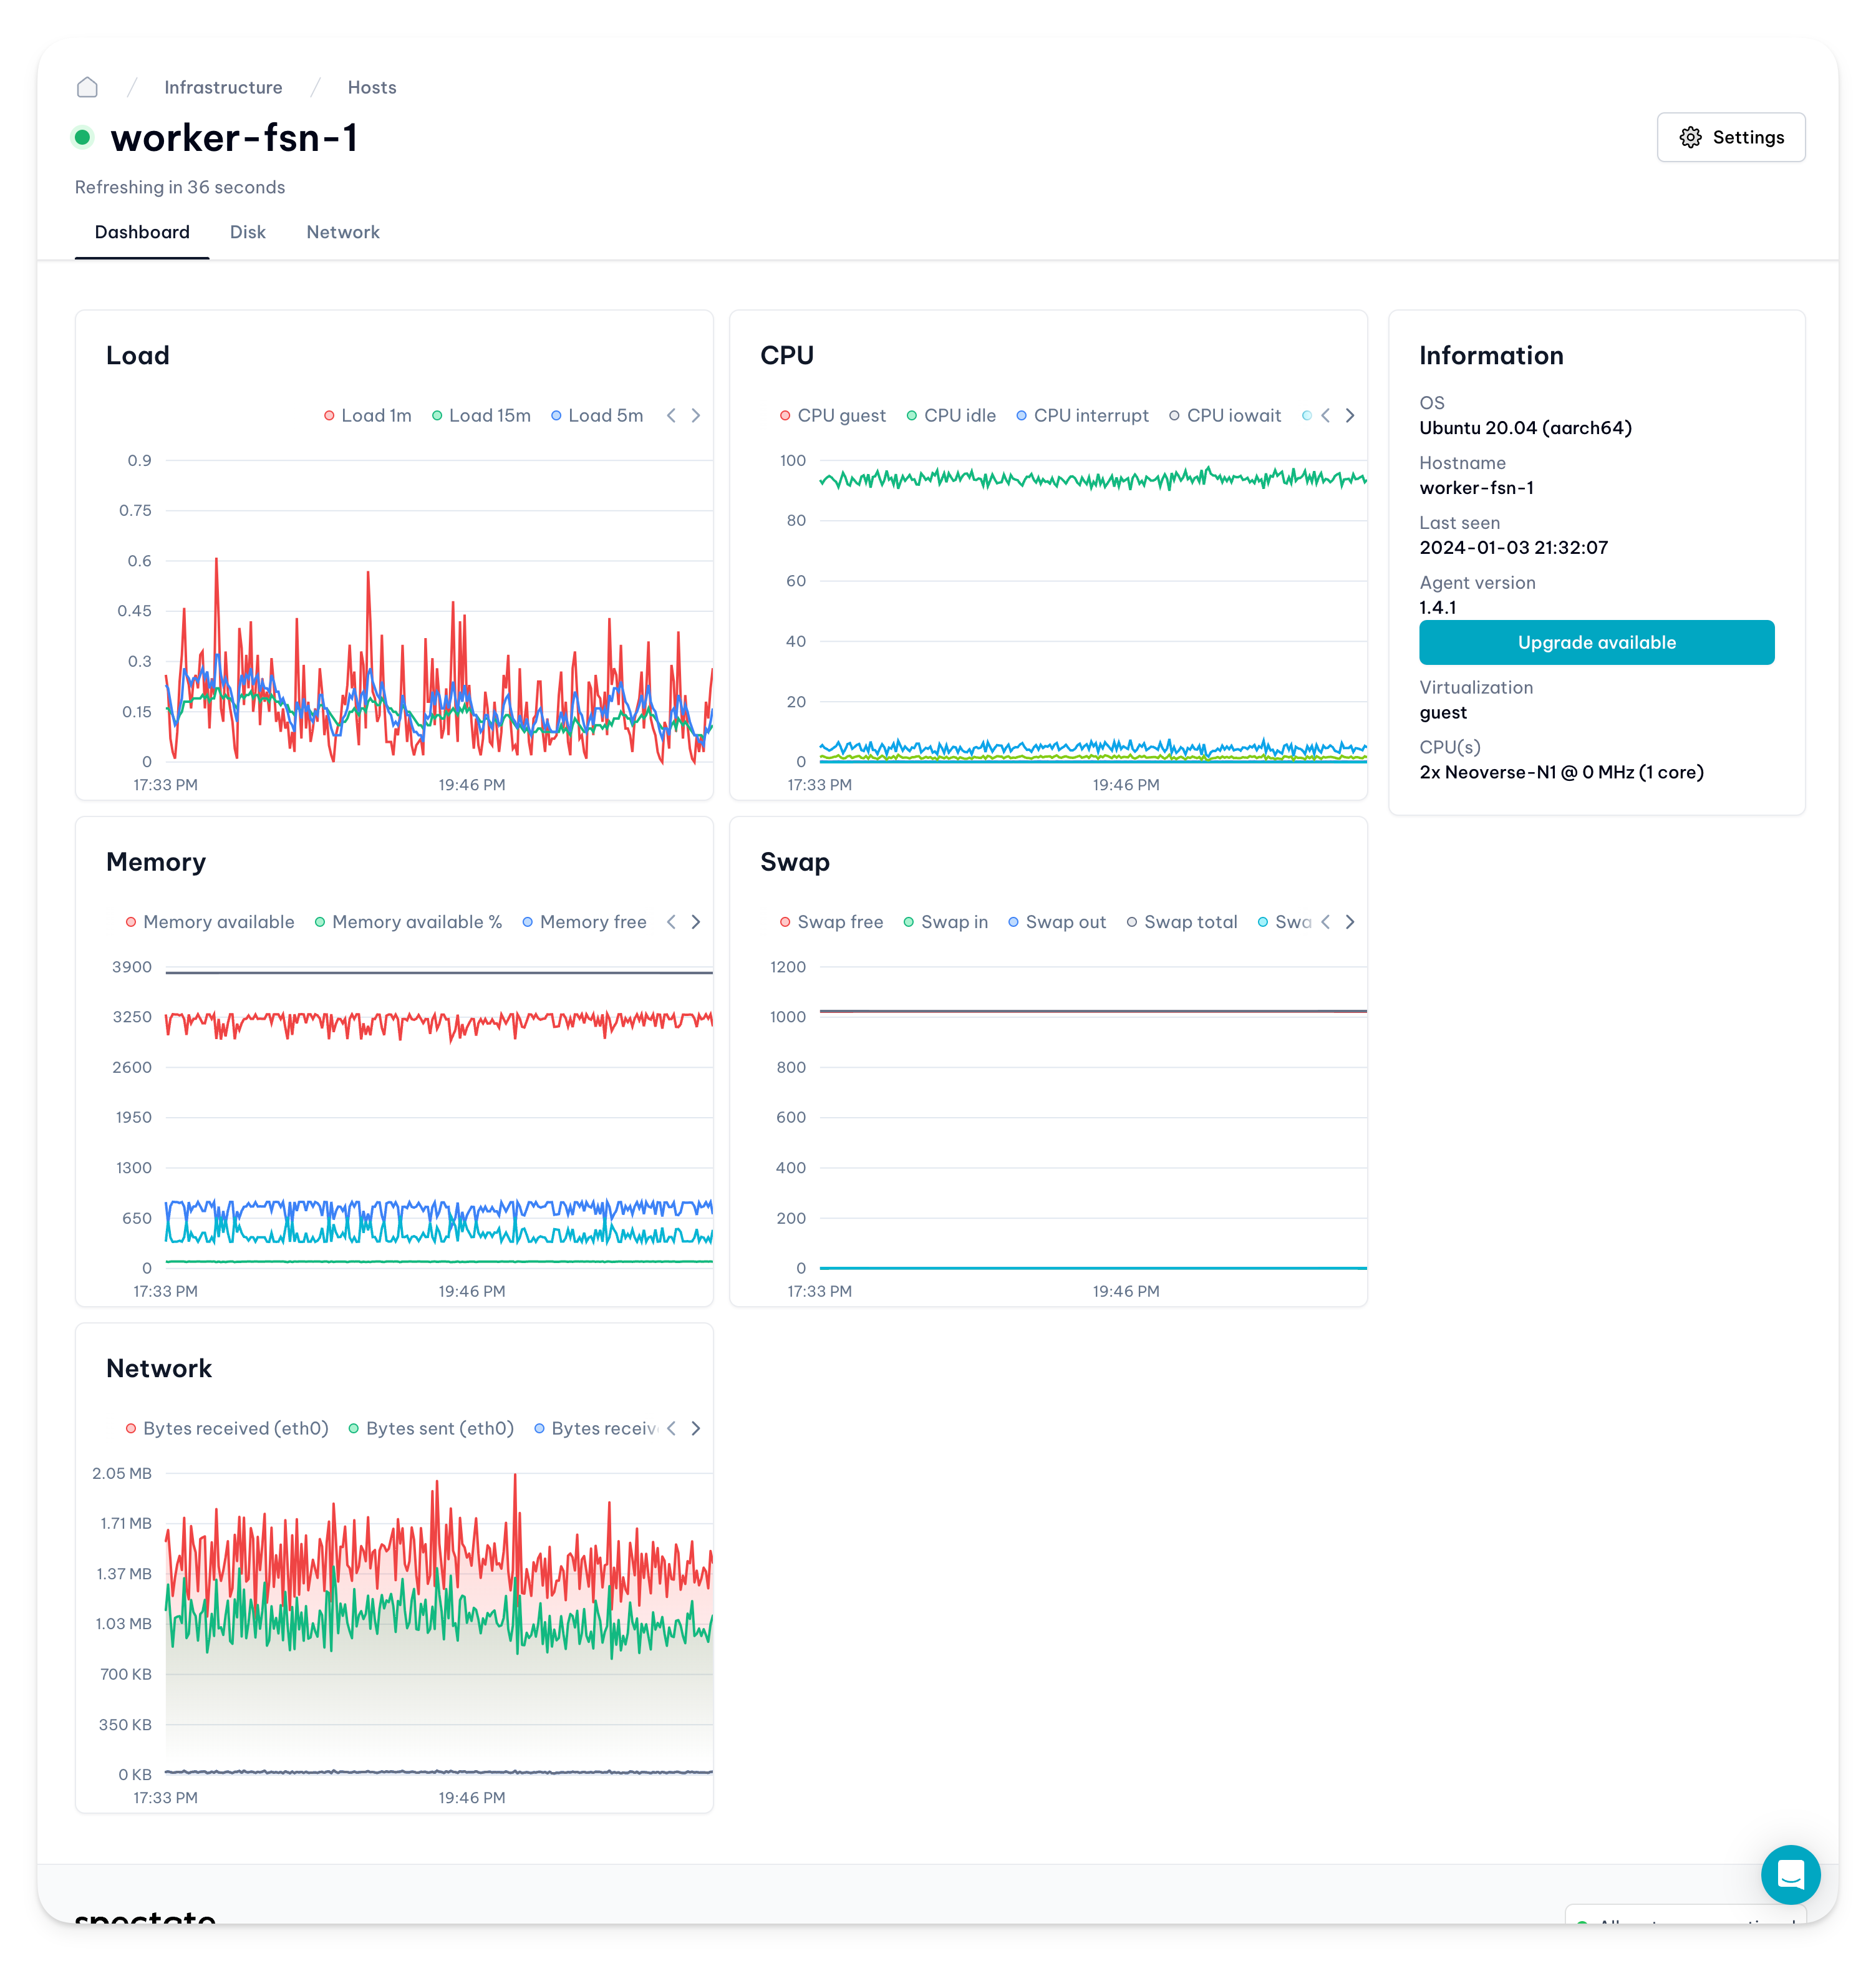 Infrastructure / Hosts
worker-fsn-1
Settings
Refreshing in 36 seconds
Dashboard Disk Network
Load
Load 1m Load 15m Load 5m
0.9
0.75
0.6
0.45
0.3
0.15
0
17:33 PM 19:46 PM
CPU
CPU guest CPU idle CPU interrupt CPU iowait
100
80
60
40
20
0
17:33 PM 19:46 PM
Information
OS
Ubuntu 20.04 (aarch64)
Hostname
worker-fsn-1
Last seen
2024-01-03 21:32:07
Agent version
1.4.1
Upgrade available
Virtualization
guest
CPU(s)
2x Neoverse-N1 @ 0 MHz (1 core)
Memory
Memory available Memory available % Memory free
3900
3250
2600
1950
1300
650
0
17:33 PM 19:46 PM
Swap
Swap free Swap in Swap out Swap total Swa
1200
1000
800
600
400
200
0
17:33 PM 19:46 PM
Network
Bytes received (eth0) Bytes sent (eth0) Bytes receiv
2.05 MB
1.71 MB
1.37 MB
1.03 MB
700 KB
350 KB
0 KB
17:33 PM 19:46 PM
spectate